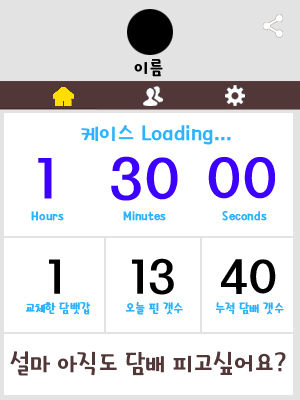 이름
케이스 Loading...
1 30 00
Hours Minutes Seconds
1 13 40
교체한 담뱃갑 오늘 핀 갯수 누적 담배 갯수
설마 아직도 담배 피고싶어요?